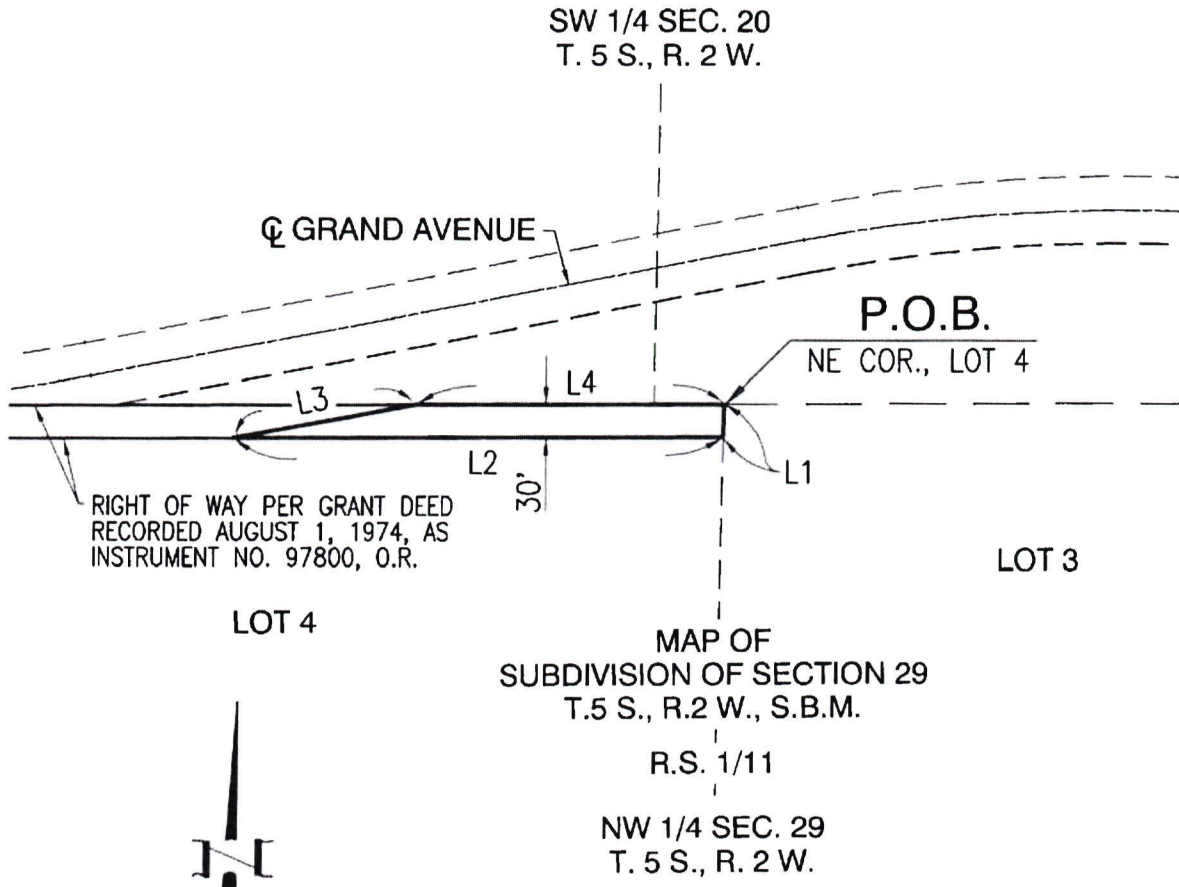 SW 1/4 SEC. 20
T. 5 S., R. 2 W.
℄ GRAND AVENUE
P.O.B.
NE COR., LOT 4
L3
L4
L2
30'
L1
RIGHT OF WAY PER GRANT DEED
RECORDED AUGUST 1, 1974, AS
INSTRUMENT NO. 97800, O.R.
LOT 3
LOT 4
MAP OF
SUBDIVISION OF SECTION 29
T.5 S., R.2 W., S.B.M.
R.S. 1/11
NW 1/4 SEC. 29
T. 5 S., R. 2 W.
N